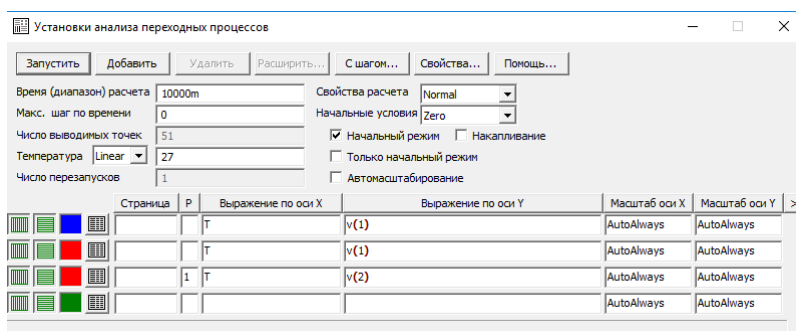 Установки анализа переходных процессов
Запустить Добавить Удалить Расширить... С шагом... Свойства... Помощь...
Время (диапазон) расчета 10000m Свойства расчета Normal
Макс. шаг по времени 0 Начальные условия Zero
Число выводимых точек 51 Начальный режим Накапливание
Температура Linear 27 Только начальный режим
Число перезапусков 1 Автомасштабирование
Страница P Выражение по оси X Выражение по оси Y Масштаб оси X Масштаб оси Y >
T v(1) AutoAlways AutoAlways
T v(1) AutoAlways AutoAlways
1 T v(2) AutoAlways AutoAlways
AutoAlways AutoAlways